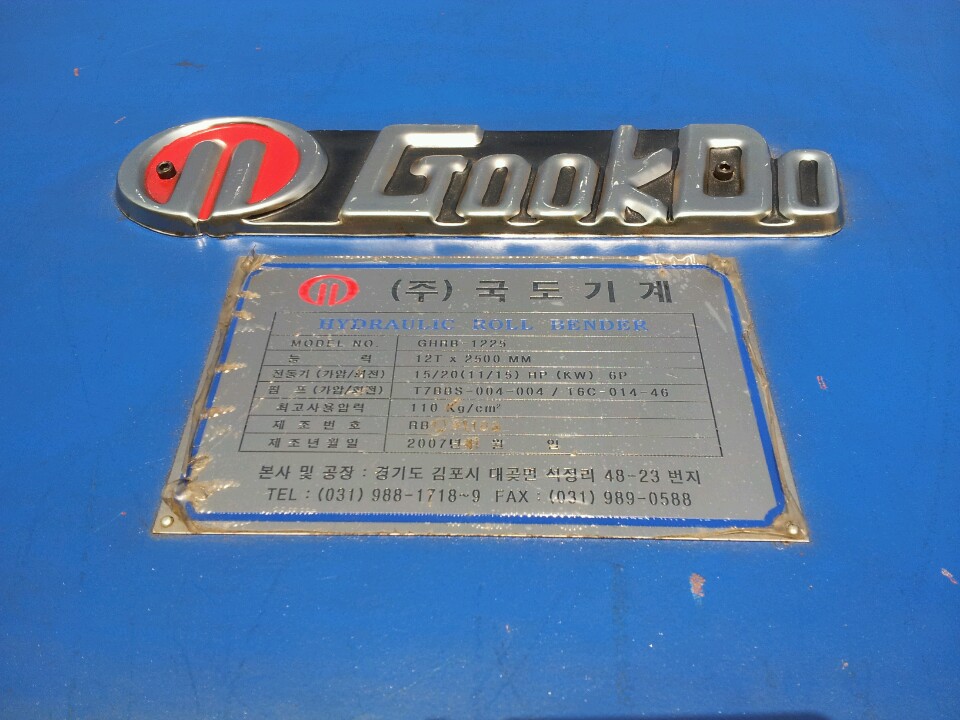 GookDo
(주) 국 도 기 계
HYDRAULIC ROLL BENDER
MODEL NO. GHRB 1225
능 력 12T x 2500 MM
전동기 (가압/회전) 15/20(11/15) HP (KW) 6P
펌 프 (가압/회전) T7BBS-004-004 / 16C-014-46
최고사용압력 110 Kg/cm²
제 조 번 호 RB
제 조 년 월 일 2007년 월 일
본사 및 공장 : 경기도 김포시 대곶면 석정리 48-23 번지
TEL : (031) 988-1718~9 FAX : (031) 989-0588